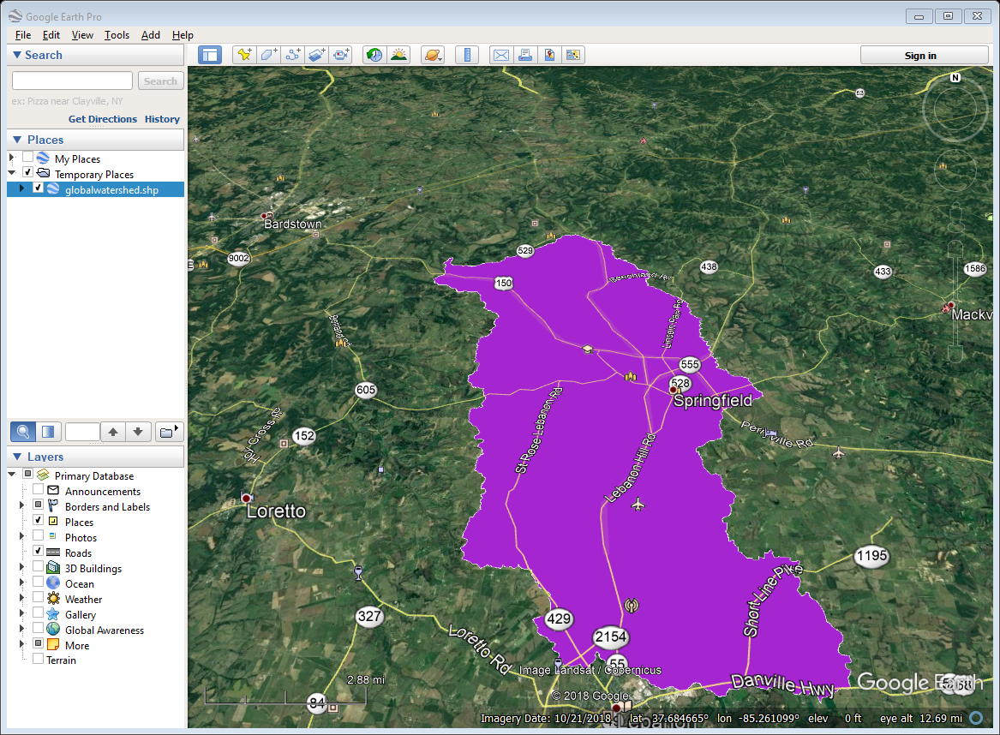 Google Earth Pro
File Edit View Tools Add Help
Search
Sign in
Search
ex: Pizza near Clayville, NY
Get Directions History
Places
My Places
Temporary Places
globalwatershed.shp
Layers
Primary Database
Announcements
Borders and Labels
Places
Photos
Roads
3D Buildings
Ocean
Weather
Gallery
Global Awareness
More
Terrain
N
53
Bardstown
9002
529
150
438
433
1586
Mackv
Lincoln Park Rd
555
528
Springfield
605
St Rose Lebanon Rd
152
Perryville Rd
Lebanon Hill Rd
Loretto
1195
Short Line Pike
327
429
2154
55
Loretto Rd
Image Landsat / Copernicus
2.88 mi
Danville Hwy
Google Earth
© 2018 Google
84
Lebanon
Imagery Date: 10/21/2018 lat 37.684665° lon -85.261099° elev 0 ft eye alt 12.69 mi